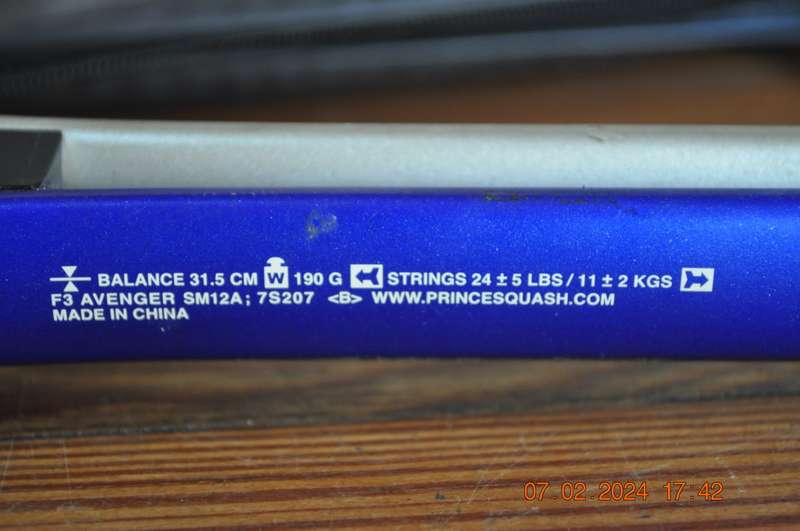 BALANCE 31.5 CM W 190 G STRINGS 24 ± 5 LBS / 11 ± 2 KGS
F3 AVENGER SM12A; 7S207 <B> WWW.PRINCESQUASH.COM
MADE IN CHINA
07.02.2024 17:42